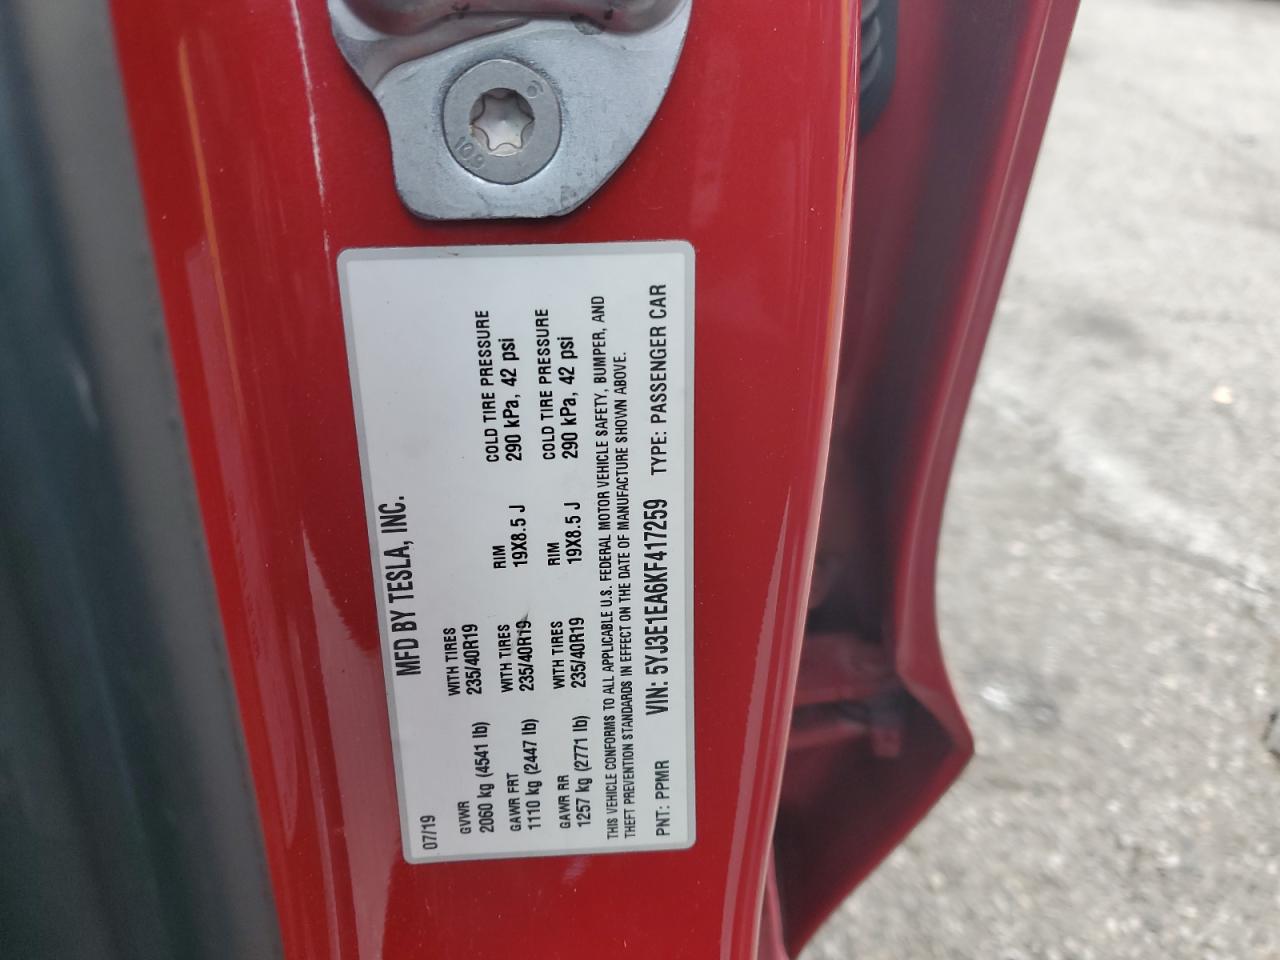 109
MFD BY TESLA, INC.
07/19
GVWR WITH TIRES
2060 kg (4541 lb) 235/40R19
GAWR FRT WITH TIRES RIM COLD TIRE PRESSURE
1110 kg (2447 lb) 235/40R19 19X8.5 J 290 kPa, 42 psi
GAWR RR WITH TIRES RIM COLD TIRE PRESSURE
1257 kg (2771 lb) 235/40R19 19X8.5 J 290 kPa, 42 psi
THIS VEHICLE CONFORMS TO ALL APPLICABLE U.S. FEDERAL MOTOR VEHICLE SAFETY, BUMPER, AND
THEFT PREVENTION STANDARDS IN EFFECT ON THE DATE OF MANUFACTURE SHOWN ABOVE.
PNT: PPMR VIN: 5YJ3E1EA6KF417259 TYPE: PASSENGER CAR